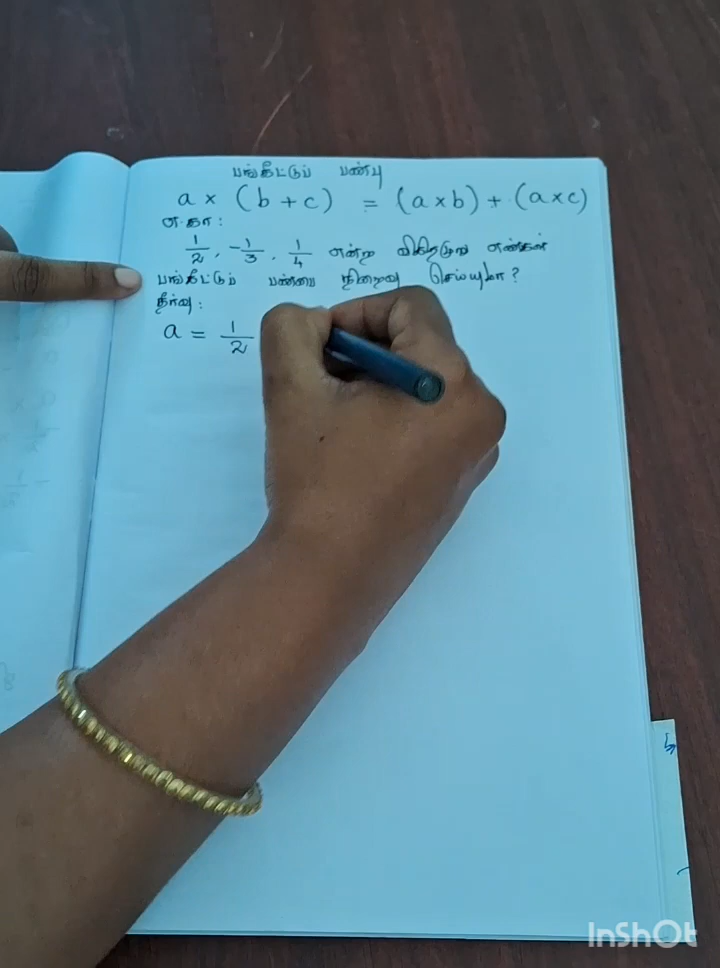 பங்கீட்டுப் பண்பு
a × (b + c) = (a × b) + (a × c)
எ.கா:
1/2, -1/3, 1/4 என்ற விகிதமுறு எண்கள்
பங்கீட்டுப் பண்பை நிறைவு செய்யுமா?
தீர்வு:
a = 1/2
InShOt